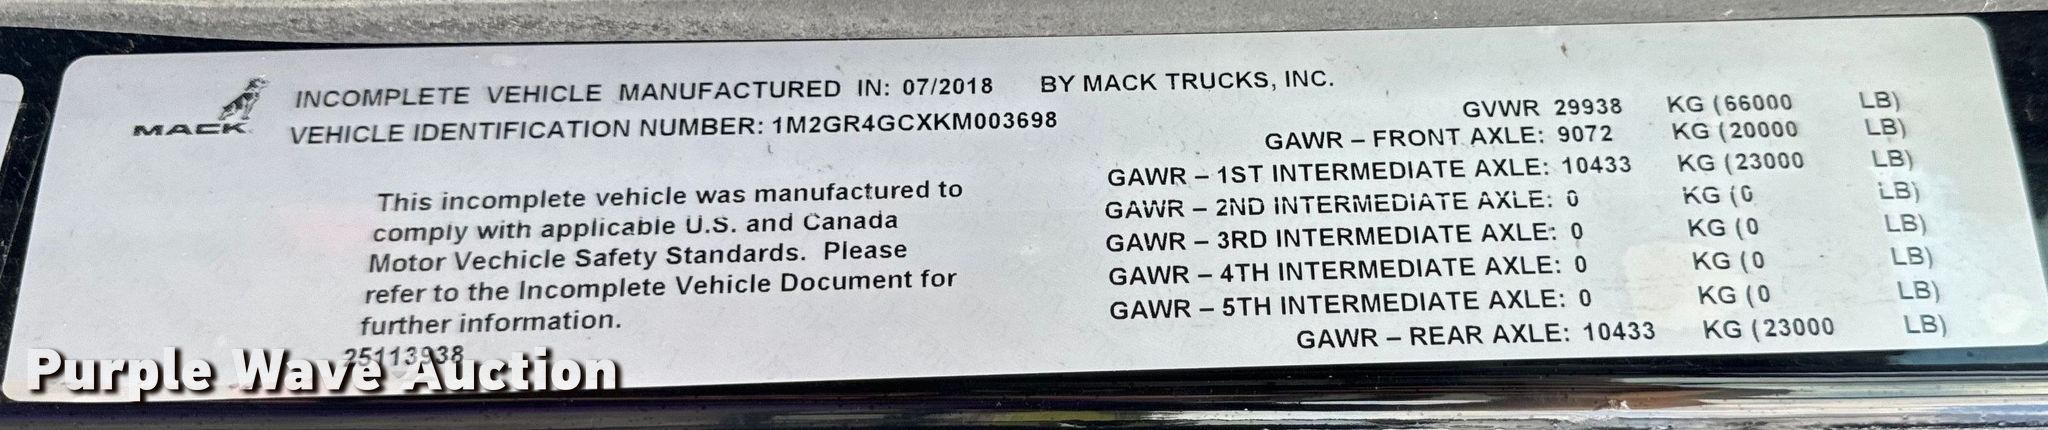 INCOMPLETE VEHICLE MANUFACTURED IN: 07/2018 BY MACK TRUCKS, INC.
MACK
VEHICLE IDENTIFICATION NUMBER: 1M2GR4GCXKM003698
This incomplete vehicle was manufactured to
comply with applicable U.S. and Canada
Motor Vechicle Safety Standards. Please
refer to the Incomplete Vehicle Document for
further information.
25113938
GVWR 29938 KG (66000 LB)
GAWR – FRONT AXLE: 9072 KG (20000 LB)
GAWR – 1ST INTERMEDIATE AXLE: 10433 KG (23000 LB)
GAWR – 2ND INTERMEDIATE AXLE: 0 KG (0 LB)
GAWR – 3RD INTERMEDIATE AXLE: 0 KG (0 LB)
GAWR – 4TH INTERMEDIATE AXLE: 0 KG (0 LB)
GAWR – 5TH INTERMEDIATE AXLE: 0 KG (0 LB)
GAWR – REAR AXLE: 10433 KG (23000 LB)
Purple Wave Auction